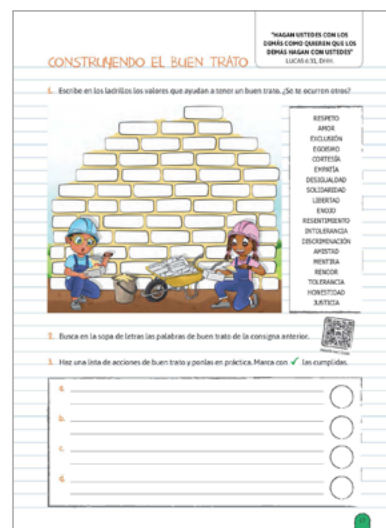 "HAGAN USTEDES CON LOS
DEMÁS COMO QUIEREN QUE LOS
DEMÁS HAGAN CON USTEDES"
LUCAS 6:31, DHH.
CONSTRUYENDO EL BUEN TRATO
1. Escribe en los ladrillos los valores que ayudan a tener un buen trato. ¿Se te ocurren otros?
RESPETO
AMOR
EXCLUSIÓN
EGOÍSMO
CORTESÍA
EMPATÍA
DESIGUALDAD
SOLIDARIDAD
LIBERTAD
ENOJO
RESENTIMIENTO
INTOLERANCIA
DISCRIMINACIÓN
AMISTAD
MENTIRA
RENCOR
TOLERANCIA
HONESTIDAD
JUSTICIA
2. Busca en la sopa de letras las palabras de buen trato de la consigna anterior.
3. Haz una lista de acciones de buen trato y ponlas en práctica. Marca con ✓ las cumplidas.
a.
b.
c.
d.